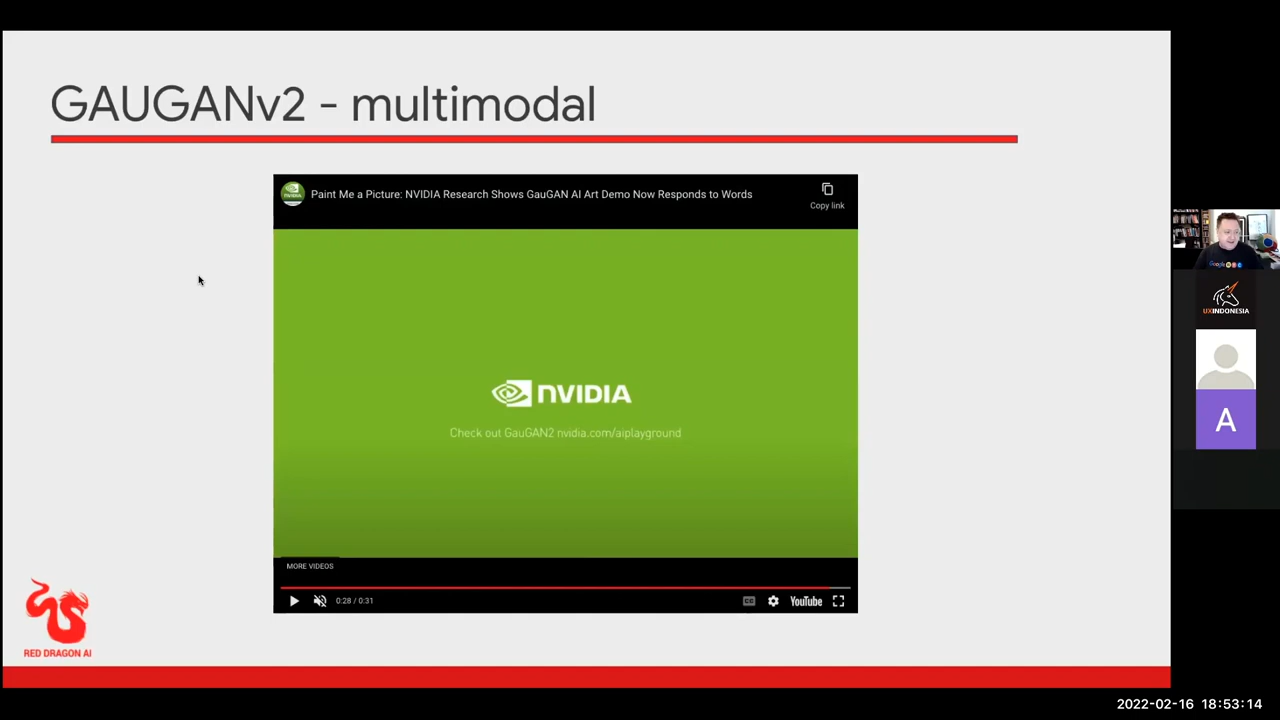 GAUGANv2 - multimodal
Paint Me a Picture: NVIDIA Research Shows GauGAN AI Art Demo Now Responds to Words
Copy link
NVIDIA
Check out GauGAN2 nvidia.com/aiplayground
MORE VIDEOS
0:28 / 0:31
CC
YouTube
RED DRAGON AI
Google
UXINDONESIA
A
2022-02-16 18:53:14